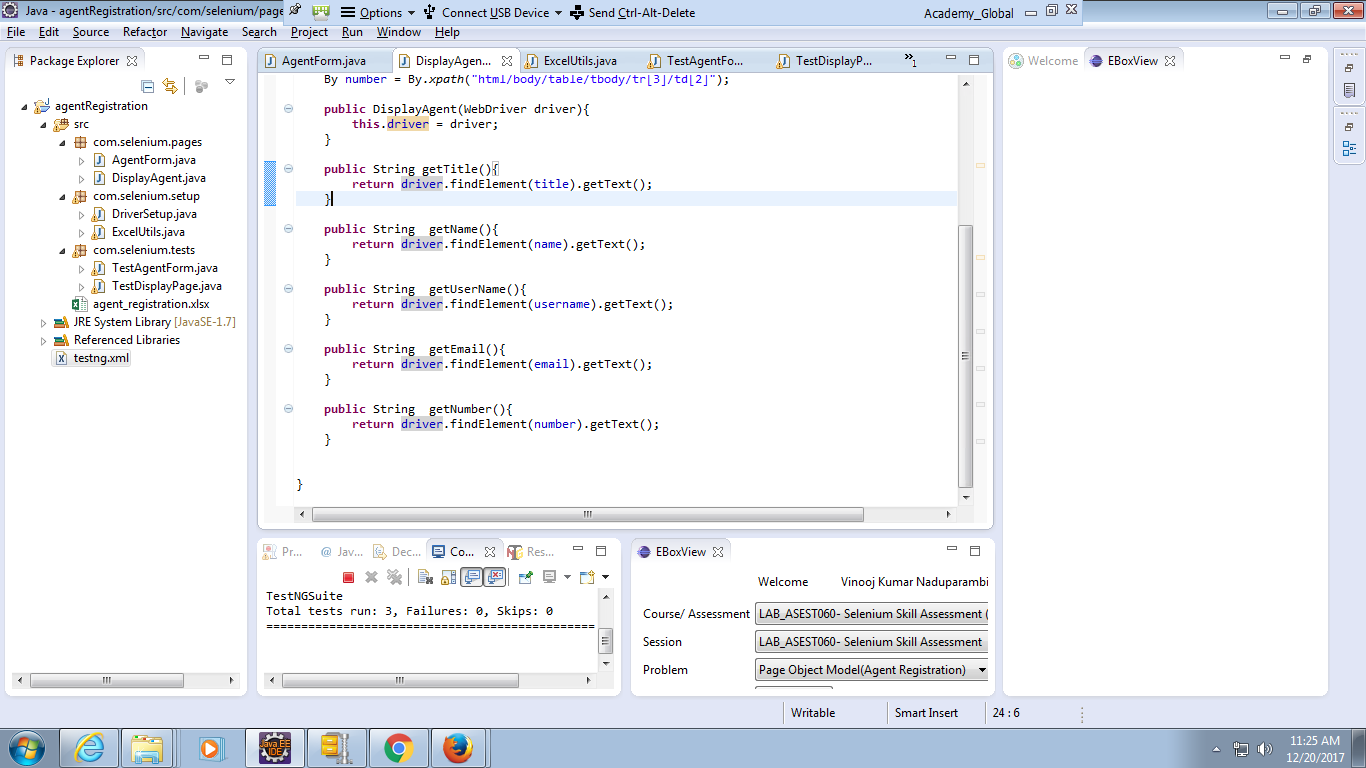 Java - agentRegistration/src/com/selenium/page
Options
Connect USB Device
Send Ctrl-Alt-Delete
Academy_Global
File Edit Source Refactor Navigate Search Project Run Window Help
Package Explorer
agentRegistration
src
com.selenium.pages
AgentForm.java
DisplayAgent.java
com.selenium.setup
DriverSetup.java
ExcelUtils.java
com.selenium.tests
TestAgentForm.java
TestDisplayPage.java
agent_registration.xlsx
JRE System Library [JavaSE-1.7]
Referenced Libraries
testng.xml
AgentForm.java DisplayAgen... ExcelUtils.java TestAgentFo... TestDisplayP... »1
By number = By.xpath("html/body/table/tbody/tr[3]/td[2]");
public DisplayAgent(WebDriver driver){
this.driver = driver;
}
public String getTitle(){
return driver.findElement(title).getText();
}
public String  getName(){
return driver.findElement(name).getText();
}
public String  getUserName(){
return driver.findElement(username).getText();
}
public String  getEmail(){
return driver.findElement(email).getText();
}
public String  getNumber(){
return driver.findElement(number).getText();
}
}
Welcome EBoxView
Pr... Jav... Dec... Co... Res...
TestNGSuite
Total tests run: 3, Failures: 0, Skips: 0
===============================================
EBoxView
Welcome Vinooj Kumar Naduparambi
Course/ Assessment LAB_ASEST060- Selenium Skill Assessment (
Session LAB_ASEST060- Selenium Skill Assessment
Problem Page Object Model(Agent Registration)
Writable Smart Insert 24 : 6
Java EE
IDE
11:25 AM
12/20/2017